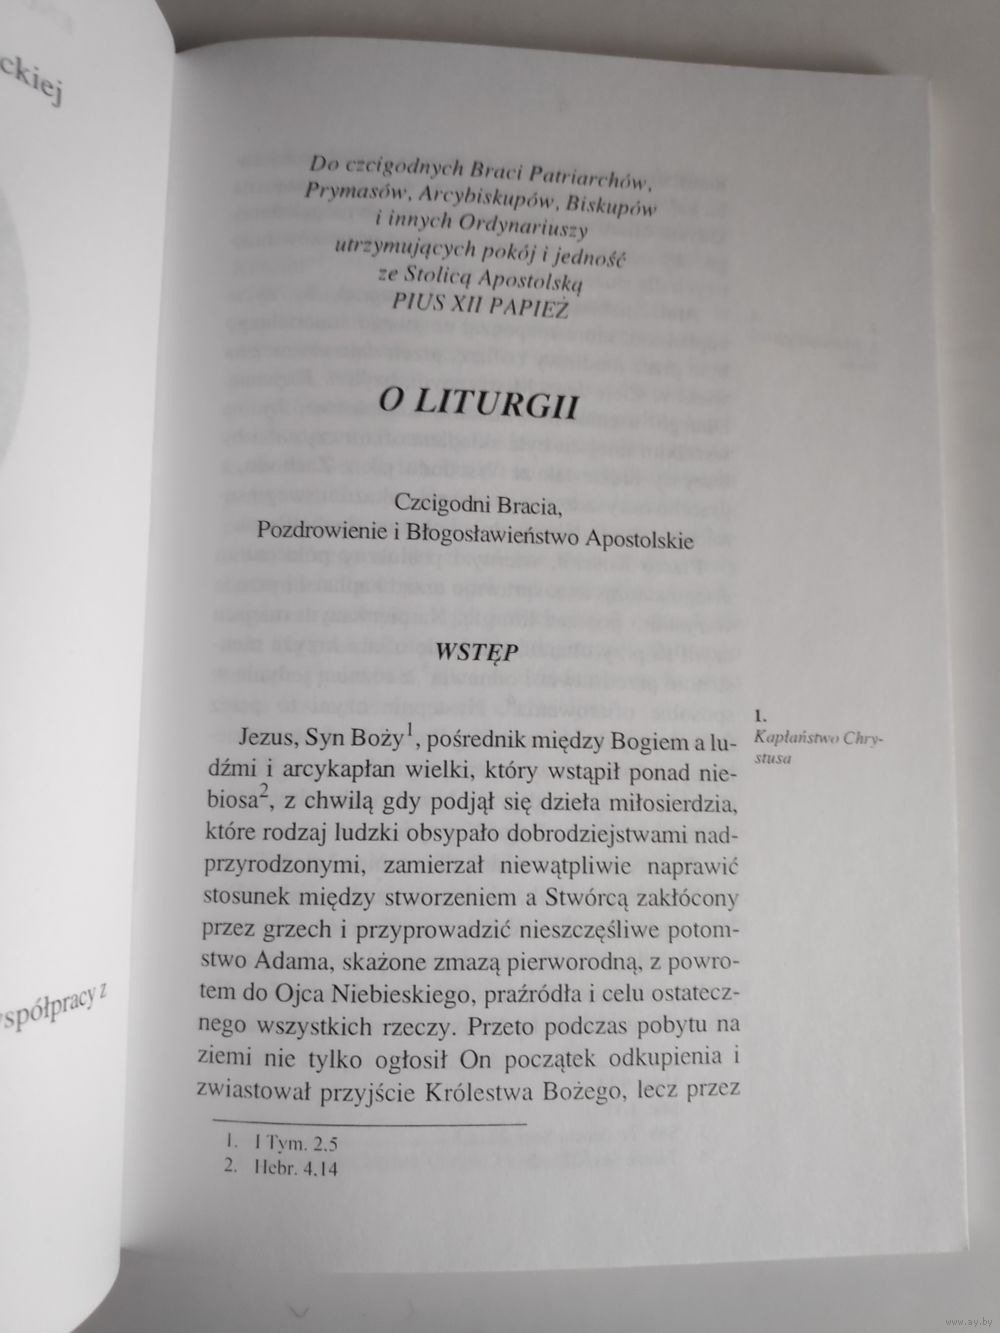 ckiej
współpracy z
Do czcigodnych Braci Patriarchów,
Prymasów, Arcybiskupów, Biskupów
i innych Ordynariuszy
utrzymujących pokój i jedność
ze Stolicą Apostolską
PIUS XII PAPIEŻ
O LITURGII
Czcigodni Bracia,
Pozdrowienie i Błogosławieństwo Apostolskie
WSTĘP
1.
Kapłaństwo Chry-
stusa
Jezus, Syn Boży1, pośrednik między Bogiem a lu-
dźmi i arcykapłan wielki, który wstąpił ponad nie-
biosa2, z chwilą gdy podjął się dzieła miłosierdzia,
które rodzaj ludzki obsypało dobrodziejstwami nad-
przyrodzonymi, zamierzał niewątpliwie naprawić
stosunek między stworzeniem a Stwórcą zakłócony
przez grzech i przyprowadzić nieszczęśliwe potom-
stwo Adama, skażone zmazą pierworodną, z powro-
tem do Ojca Niebieskiego, praźródła i celu ostatecz-
nego wszystkich rzeczy. Przeto podczas pobytu na
ziemi nie tylko ogłosił On początek odkupienia i
zwiastował przyjście Królestwa Bożego, lecz przez
1. I Tym. 2,5
2. Hebr. 4,14
www.ay.by